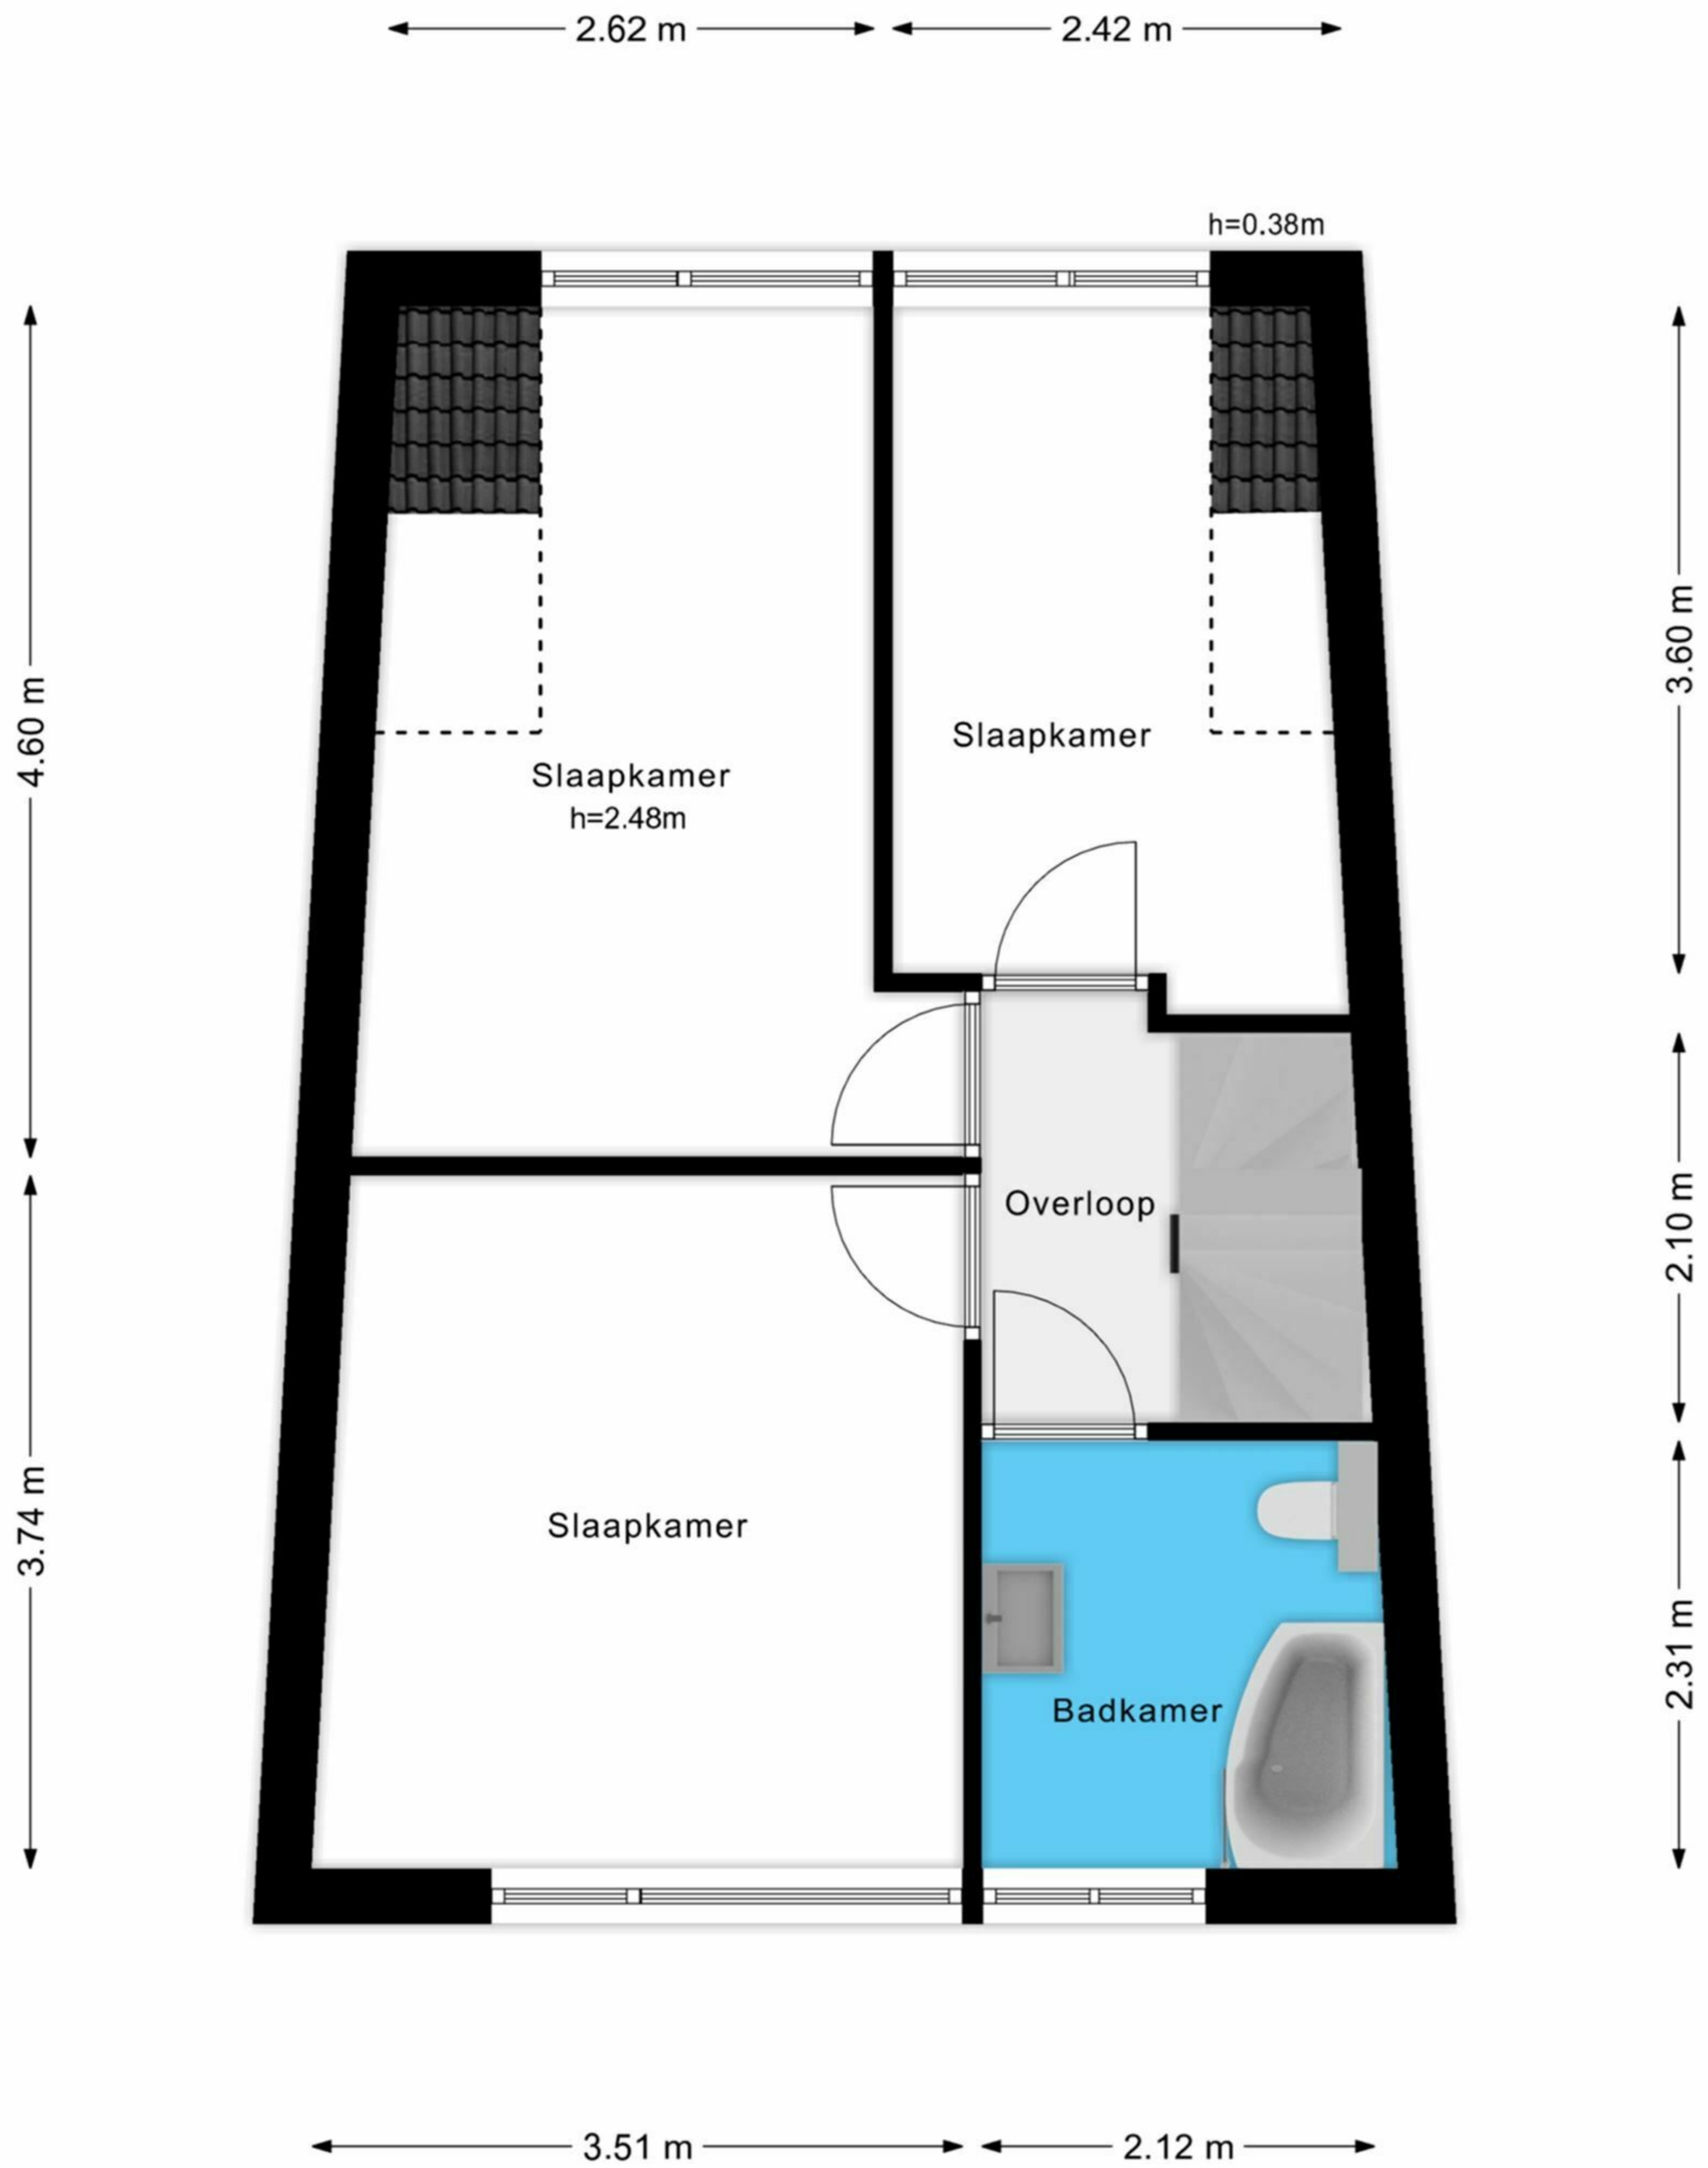 2.62 m
2.42 m
h=0.38m
4.60 m
3.60 m
Slaapkamer
Slaapkamer
h=2.48m
Overloop
2.10 m
3.74 m
Slaapkamer
2.31 m
Badkamer
3.51 m
2.12 m